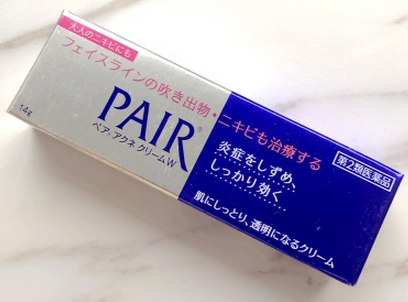 大人のニキビにも
フェイスラインの吹き出物・ニキビも治療する
PAIR®
ペア®アクネクリームW
14g
炎症をしずめ、
しっかり効く
第2類医薬品
肌にしっとり、透明になるクリーム